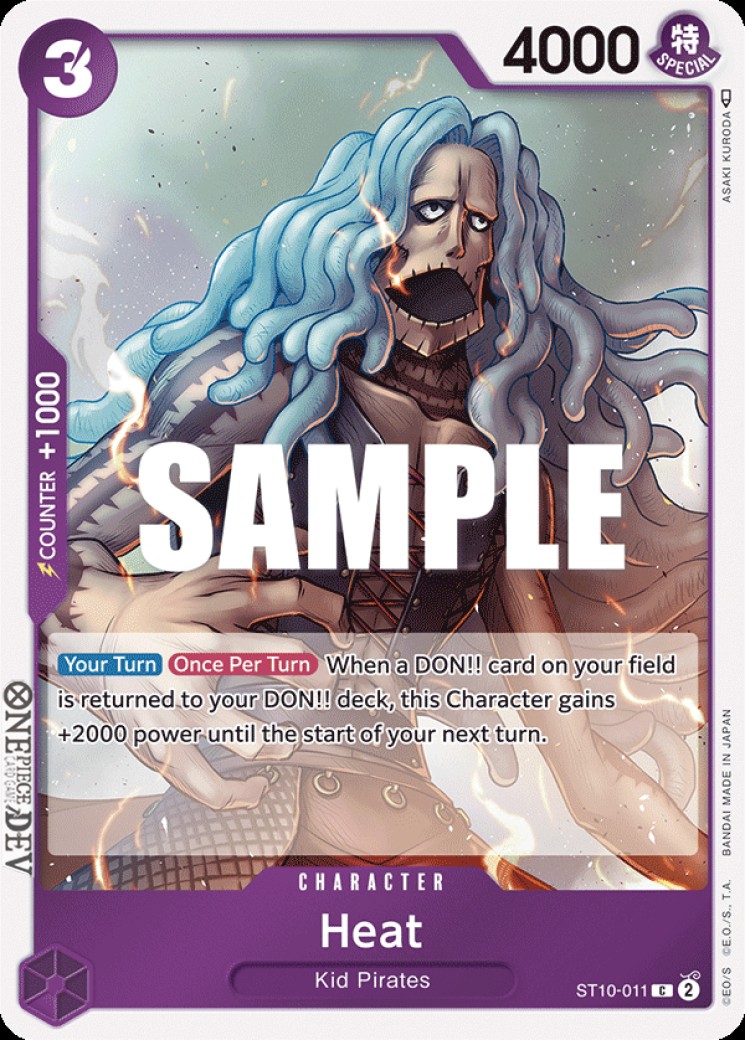 3
4000
特
SPECIAL
ASAKI KURODA
COUNTER +1000
SAMPLE
Your Turn Once Per Turn When a DON!! card on your field
is returned to your DON!! deck, this Character gains
+2000 power until the start of your next turn.
ONE PIECE
CARD GAME
.DEV
BANDAI MADE IN JAPAN
©EO/S ©E.O./S., T.A.
CHARACTER
Heat
Kid Pirates
ST10-011 C 2